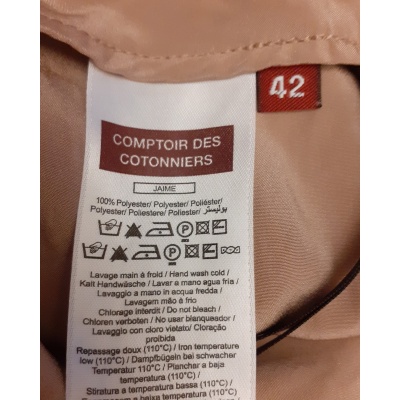 42
COMPTOIR DES
COTONNIERS
JAIME
100% Polyester/ Polyester/ Poliéster/
Polyester/ Poliestere/ Poliester/ بوليستر
Lavage main à froid / Hand wash cold /
Kalt Handwäsche/ Lavar a mano agua fria /
Lavaggio a mano in acqua fredda /
Lavagem mão à frio
Chlorage interdit / Do not bleach /
Chloren verboten / No usar blanqueador /
Lavaggio con cloro vietato/ Cloração
proibida
Repassage doux (110°C) / Iron temperature
low (110°C) / Dampfbügeln bei schwacher
Temperatur 110°C / Planchar a baja
temperatura (110°C) /
Stiratura a temperatura bassa (110°C) /